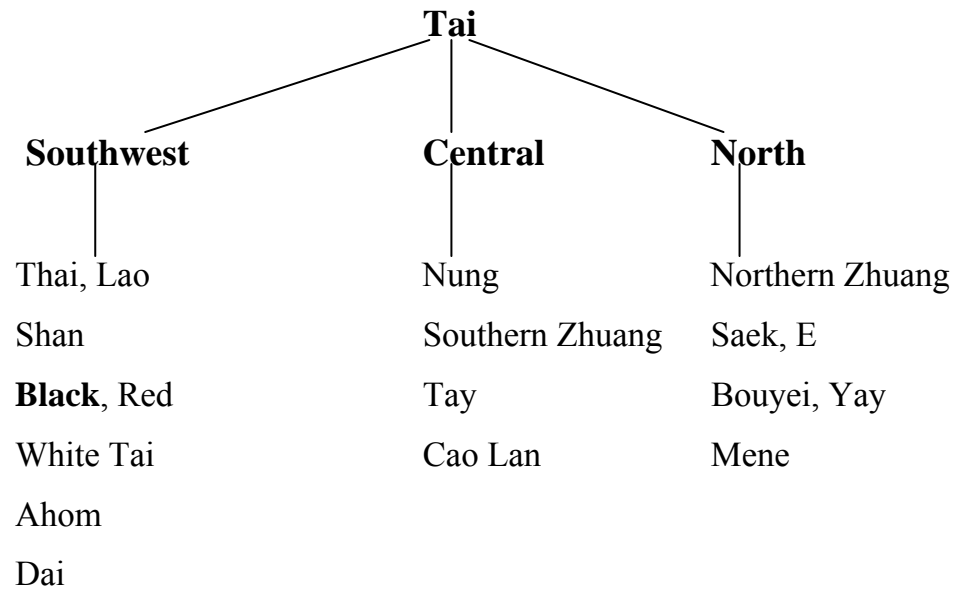 Tai
Southwest Central North
Thai, Lao Nung Northern Zhuang
Shan Southern Zhuang Saek, E
Black, Red Tay Bouyei, Yay
White Tai Cao Lan Mene
Ahom
Dai